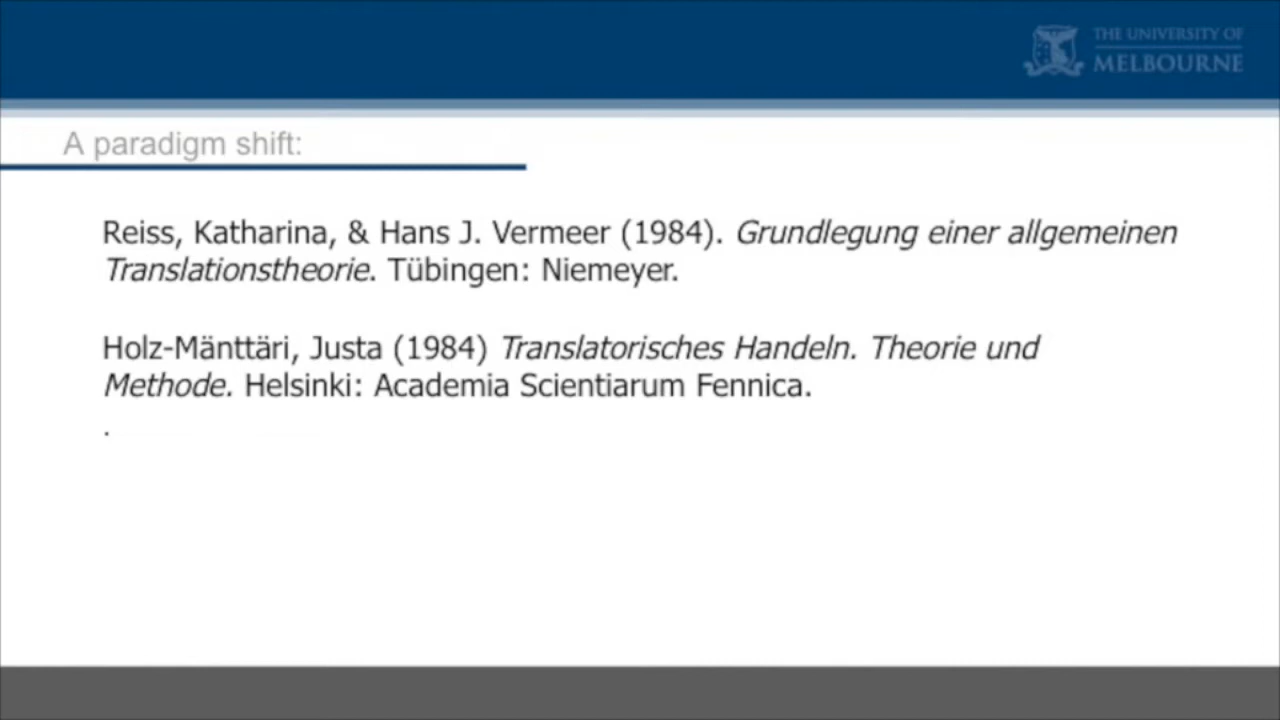 THE UNIVERSITY OF
MELBOURNE
A paradigm shift:
Reiss, Katharina, & Hans J. Vermeer (1984). Grundlegung einer allgemeinen
Translationstheorie. Tübingen: Niemeyer.
Holz-Mänttäri, Justa (1984) Translatorisches Handeln. Theorie und
Methode. Helsinki: Academia Scientiarum Fennica.
.